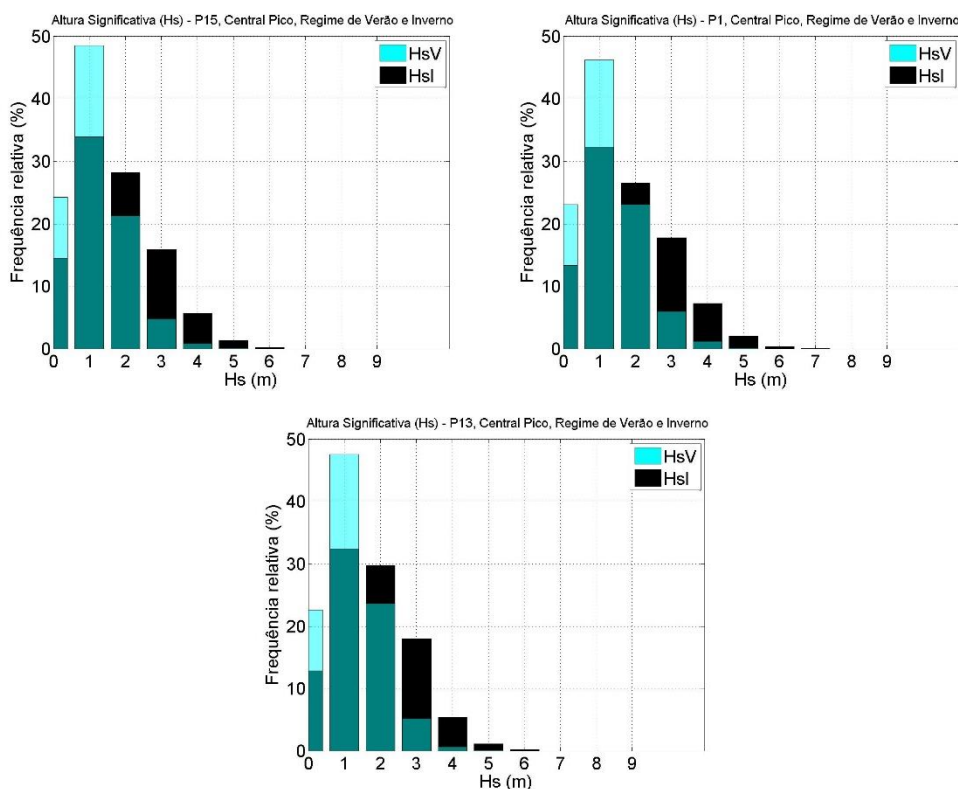 Altura Significativa (Hs) - P15, Central Pico, Regime de Verão e Inverno
50
40
30
20
10
0
Frequência relativa (%)
HsV
HsI
0 1 2 3 4 5 6 7 8 9
Hs (m)
Altura Significativa (Hs) - P1, Central Pico, Regime de Verão e Inverno
50
40
30
20
10
0
Frequência relativa (%)
HsV
HsI
0 1 2 3 4 5 6 7 8 9
Hs (m)
Altura Significativa (Hs) - P13, Central Pico, Regime de Verão e Inverno
50
40
30
20
10
0
Frequência relativa (%)
HsV
HsI
0 1 2 3 4 5 6 7 8 9
Hs (m)